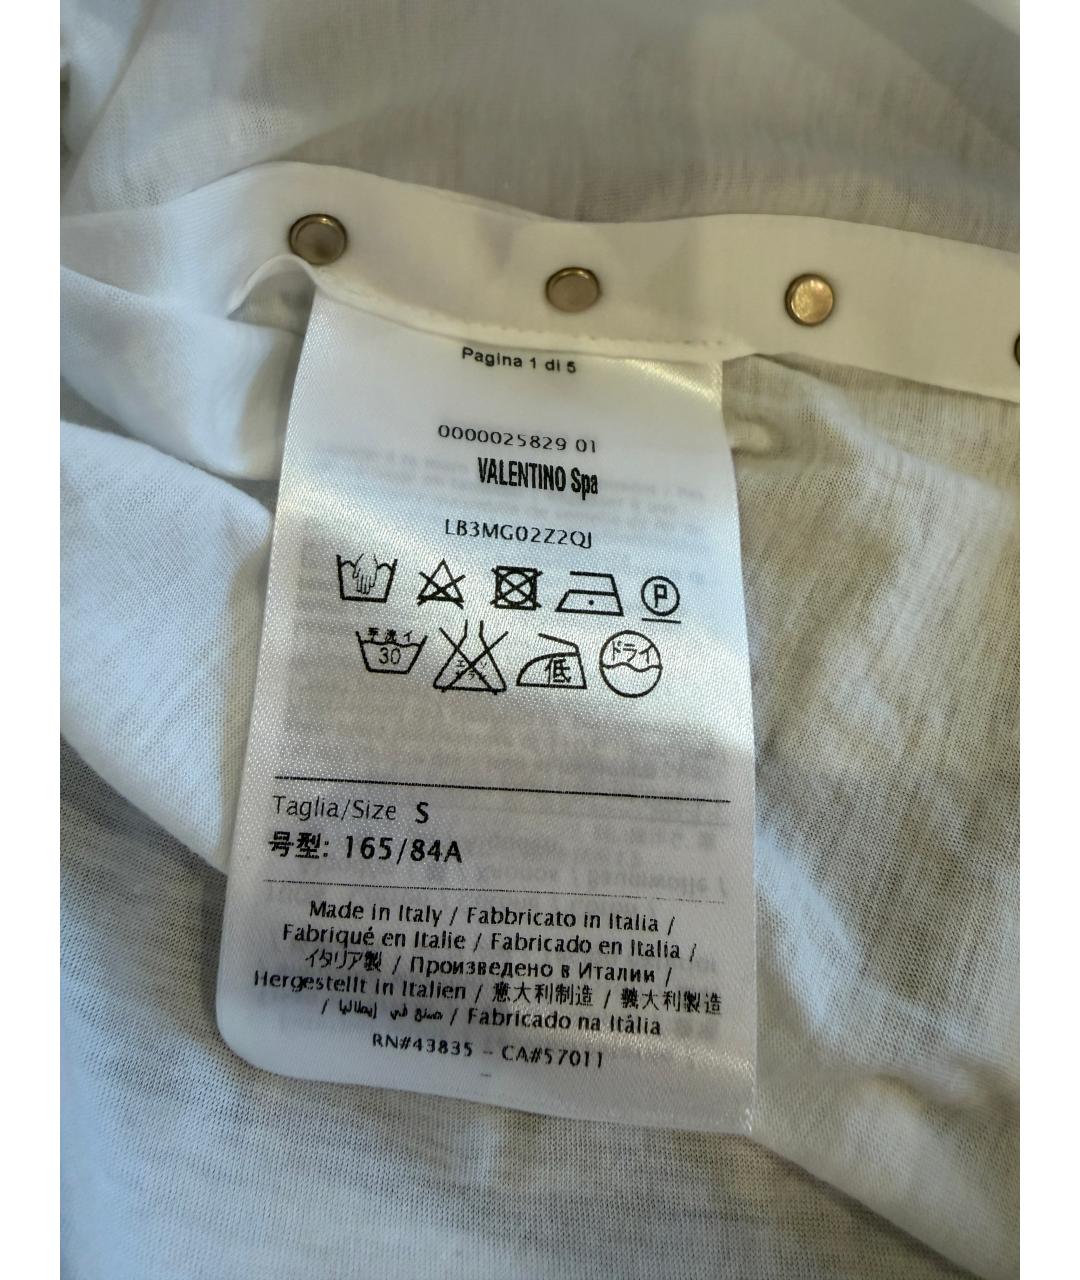 Pagina 1 di 5
0000025829 01
VALENTINO Spa
LB3MG02Z2QJ
P
手洗イ
30
エンソ
低
ドライ
Taglia/Size S
号型: 165/84A
Made in Italy / Fabbricato in Italia /
Fabriqué en Italie / Fabricado en Italia /
イタリア製 / Произведено в Италии /
Hergestellt in Italien / 意大利制造 / 義大利製造
/ صنع في إيطاليا / Fabricado na Itália
RN#43835 - CA#57011